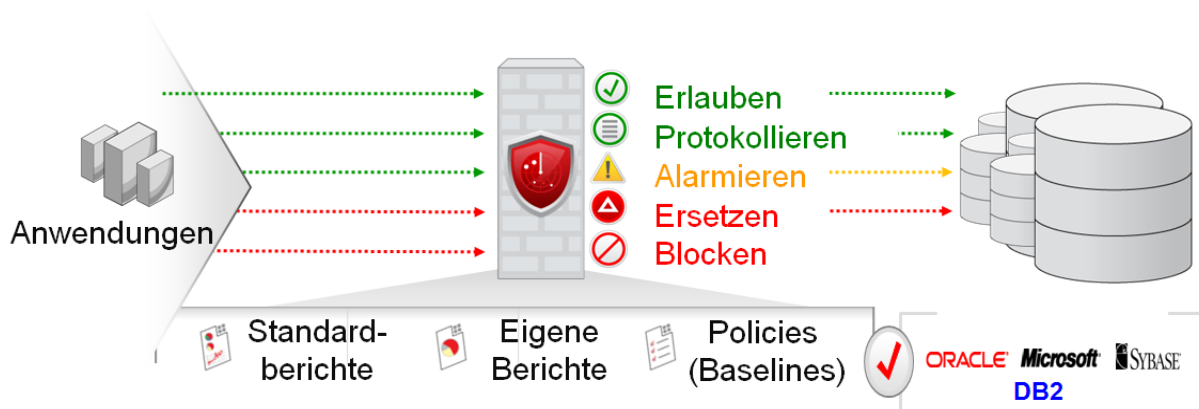 Erlauben
Protokollieren
Alarmieren
Ersetzen
Blocken
Anwendungen
Standard-
berichte
Eigene
Berichte
Policies
(Baselines)
ORACLE Microsoft SYBASE
DB2